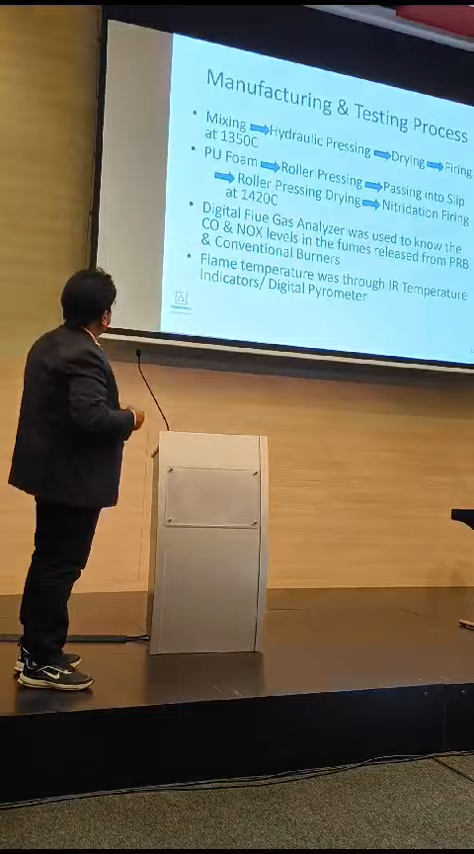 Manufacturing & Testing Process
• Mixing ➡Hydraulic Pressing ➡Drying ➡Firing
at 1350C
• PU Foam ➡Roller Pressing ➡Passing into Slip
➡Roller Pressing Drying➡ Nitridation Firing
at 1420C
• Digital Flue Gas Analyzer was used to know the
CO & NOX levels in the fumes released from PRB
& Conventional Burners
• Flame temperature was through IR Temperature
Indicators/ Digital Pyrometer